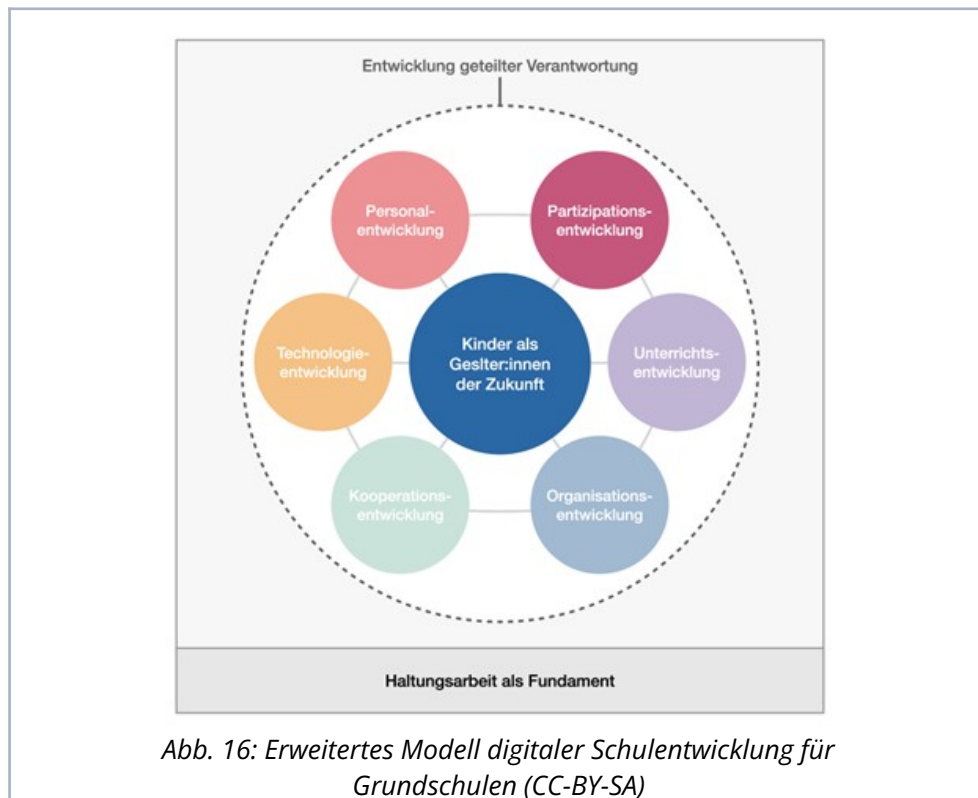 Entwicklung geteilter Verantwortung
Personal-
entwicklung
Partizipations-
entwicklung
Technologie-
entwicklung
Kinder als
Geslter:innen
der Zukunft
Unterrichts-
entwicklung
Kooperations-
entwicklung
Organisations-
entwicklung
Haltungsarbeit als Fundament
Abb. 16: Erweitertes Modell digitaler Schulentwicklung für
Grundschulen (CC-BY-SA)